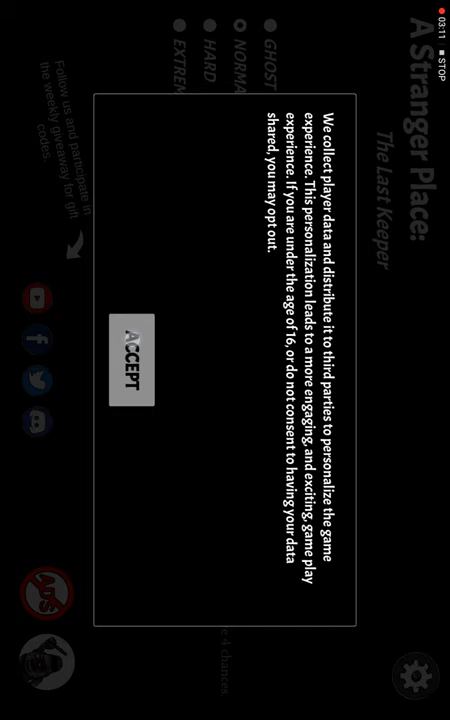 03:11 STOP
A Stranger Place:
The Last Keeper
GHOST
NORMA
HARD
EXTREM
We collect player data and distribute it to third parties to personalize the game
experience. This personalization leads to a more engaging, and exciting, game play
experience. If you are under the age of 16, or do not consent to having your data
shared, you may opt out.
ACCEPT
e 4 chances
Follow us and participate in
the weekly giveaway for gift
codes.
ADS